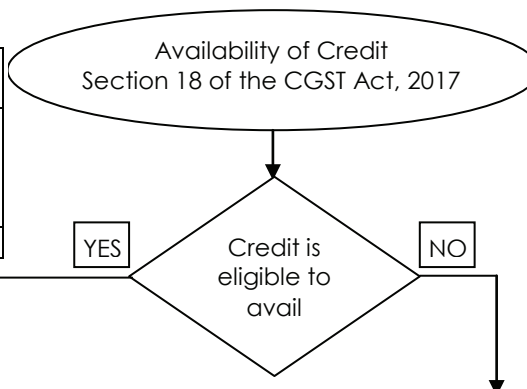 Availability of Credit
Section 18 of the CGST Act, 2017
YES
Credit is
eligible to
avail
NO